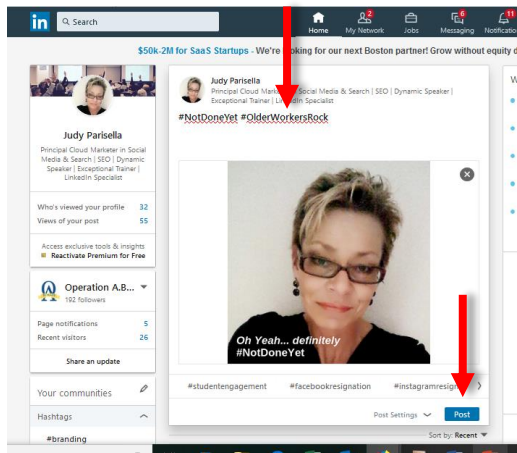 in
Search
Home
2
My Network
Jobs
6
Messaging
11
$50k-2M for SaaS Startups - We're looking for our next Boston partner! Grow without equity d
Judy Parisella
Principal Cloud Marketer in Social
Media & Search | SEO | Dynamic
Speaker | Exceptional Trainer |
LinkedIn Specialist
Who's viewed your profile 32
Views of your post 55
Access exclusive tools & insights
Reactivate Premium for Free
Operation A.B...
192 followers
Page notifications 5
Recent visitors 26
Share an update
Your communities
Hashtags
#branding
Judy Parisella
Principal Cloud Social Media & Search | SEO | Dynamic Speaker |
Exceptional Trainer | LinkedIn Specialist
#NotDoneYet #OlderWorkersRock
Oh Yeah... definitely
#NotDoneYet
#studentengagement #facebookresignation
Post Settings
Post
Sort by: Recent
W